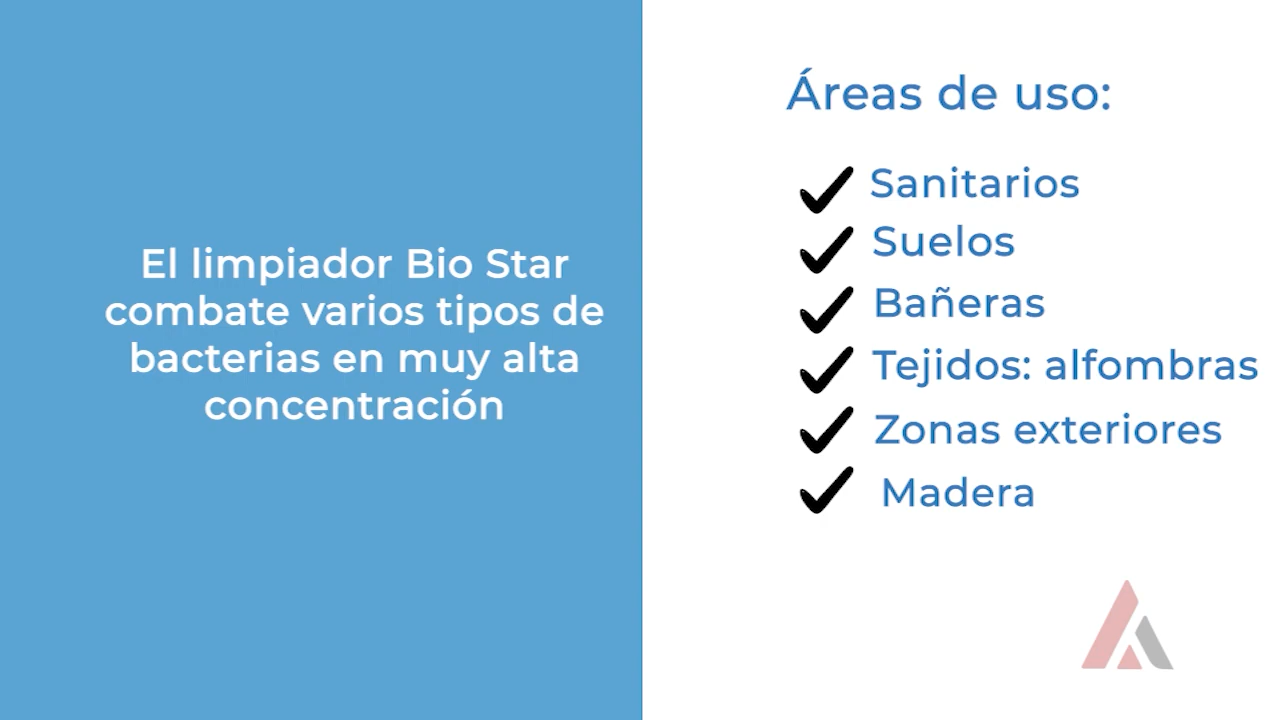 El limpiador Bio Star
combate varios tipos de
bacterias en muy alta
concentración
Áreas de uso:
Sanitarios
Suelos
Bañeras
Tejidos: alfombras
Zonas exteriores
Madera